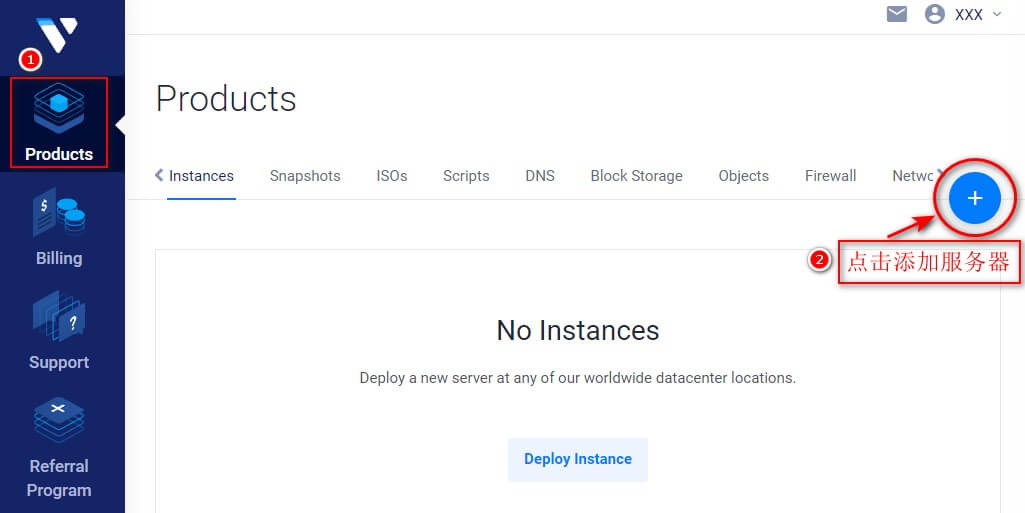 XXX
1
Products
Products
Instances Snapshots ISOs Scripts DNS Block Storage Objects Firewall Netwo
+
2 点击添加服务器
$
Billing
No Instances
?
Support
Deploy a new server at any of our worldwide datacenter locations.
Deploy Instance
Referral
Program